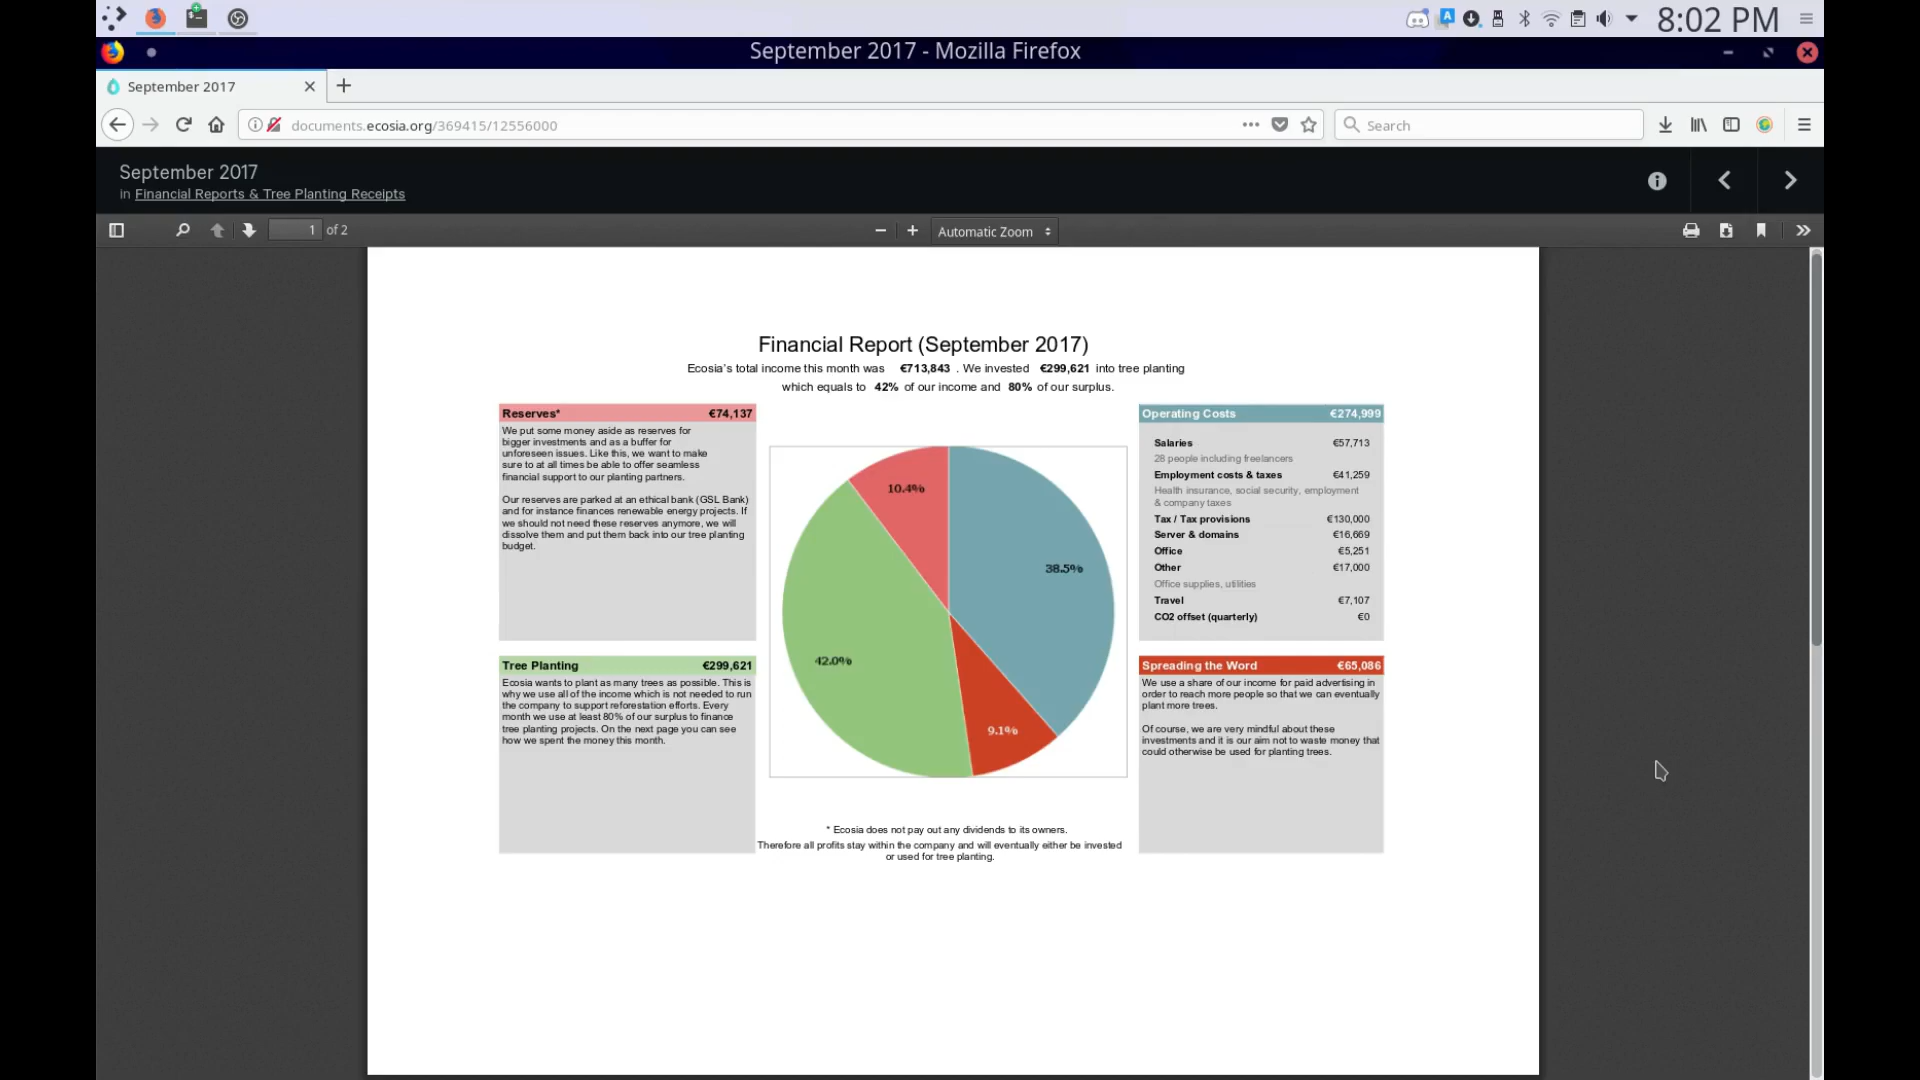 8:02 PM
September 2017 - Mozilla Firefox
September 2017
documents.ecosia.org/369415/12556000
Search
September 2017
in Financial Reports & Tree Planting Receipts
1 of 2
Automatic Zoom
Financial Report (September 2017)
Ecosia's total income this month was €713,843 . We invested €299,621 into tree planting
which equals to 42% of our income and 80% of our surplus.
Reserves* €74,137
We put some money aside as reserves for
bigger investments and as a buffer for
unforeseen issues. Like this, we want to make
sure to at all times be able to offer seamless
financial support to our planting partners.
Our reserves are parked at an ethical bank (GSL Bank)
and for instance finances renewable energy projects. If
we should not need these reserves anymore, we will
dissolve them and put them back into our tree planting
budget.
Tree Planting €299,621
Ecosia wants to plant as many trees as possible. This is
why we use all of the income which is not needed to run
the company to support reforestation efforts. Every
month we use at least 80% of our surplus to finance
tree planting projects. On the next page you can see
how we spent the money this month.
10.4%
38.5%
42.0%
9.1%
* Ecosia does not pay out any dividends to its owners.
Therefore all profits stay within the company and will eventually either be invested
or used for tree planting.
Operating Costs €274,999
Salaries €57,713
28 people including freelancers
Employment costs & taxes €41,259
Health insurance, social security, employment
& company taxes
Tax / Tax provisions €130,000
Server & domains €16,669
Office €5,251
Other €17,000
Office supplies, utilities
Travel €7,107
CO2 offset (quarterly) €0
Spreading the Word €65,086
We use a share of our income for paid advertising in
order to reach more people so that we can eventually
plant more trees.
Of course, we are very mindful about these
investments and it is our aim not to waste money that
could otherwise be used for planting trees.